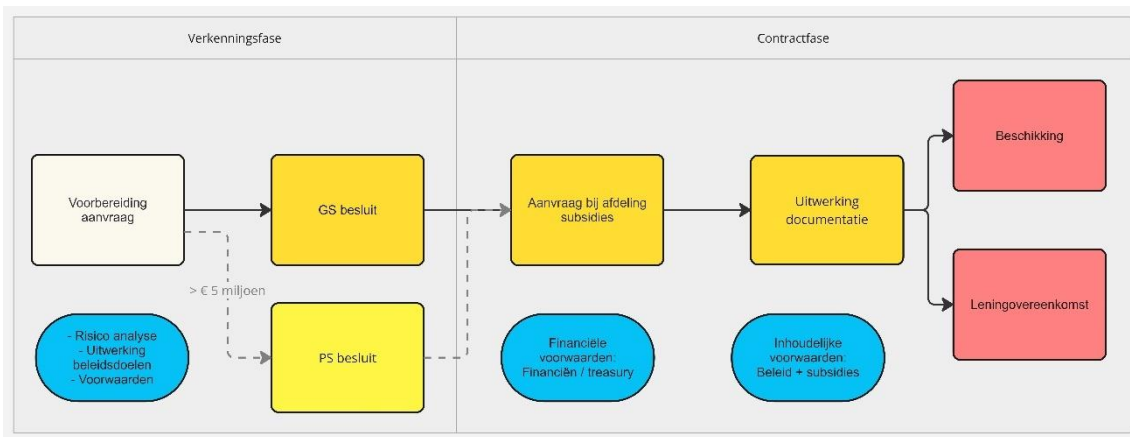 Verkenningsfase
Contractfase
Voorbereiding
aanvraag
GS besluit
Aanvraag bij afdeling
subsidies
Uitwerking
documentatie
Beschikking
Leningovereenkomst
> € 5 miljoen
PS besluit
- Risico analyse
- Uitwerking
beleidsdoelen
- Voorwaarden
Financiële
voorwaarden:
Financiën / treasury
Inhoudelijke
voorwaarden:
Beleid + subsidies